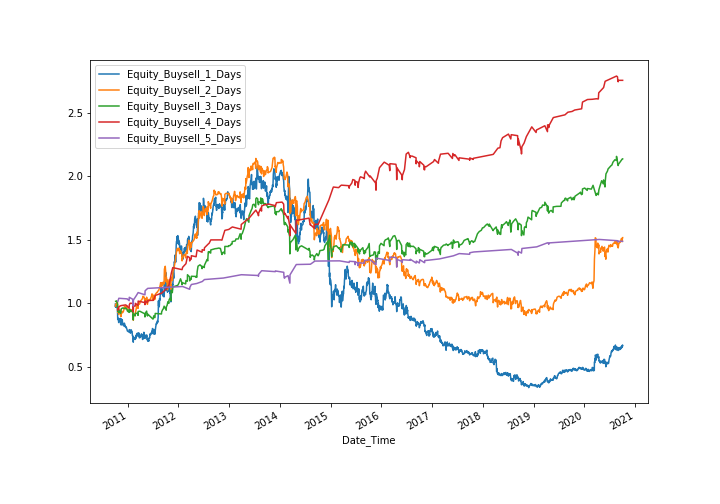 Equity_Buysell_1_Days
Equity_Buysell_2_Days
Equity_Buysell_3_Days
Equity_Buysell_4_Days
Equity_Buysell_5_Days
2.5
2.0
1.5
1.0
0.5
2011 2012 2013 2014 2015 2016 2017 2018 2019 2020 2021
Date_Time